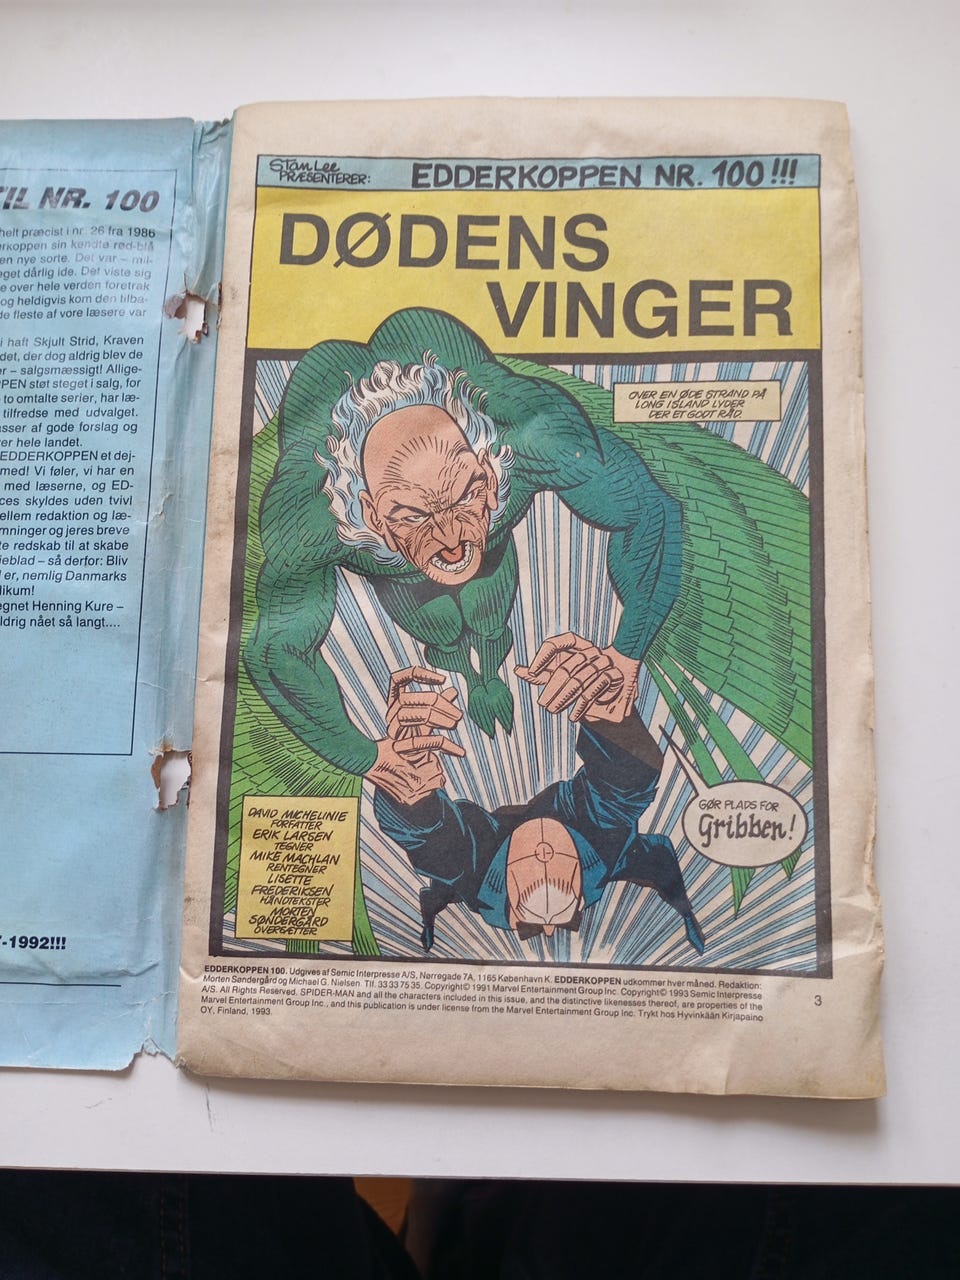 TIL NR. 100
helt præcist i nr. 26 fra 1986
erkoppen sin kendte rød-blå
en nye sorte. Det var – mil-
eget dårlig ide. Det viste sig
e over hele verden foretrak
og heldigvis kom den tilba-
de fleste af vore læsere var
i haft Skjult Strid, Kraven
det, der dog aldrig blev de
er – salgsmæssigt! Allige-
PEN støt steget i salg, for
to omtalte serier, har læ-
tilfredse med udvalget.
asser af gode forslag og
er hele landet.
EDDERKOPPEN et dej-
med! Vi føler, vi har en
med læserne, og ED-
ces skyldes uden tvivl
ellem redaktion og læ-
mninger og jeres breve
te redskab til at skabe
ieblad – så derfor: Bliv
er, nemlig Danmarks
likum!
egnet Henning Kure –
ldrig nået så langt....
-1992!!!
Stan Lee
PRÆSENTERER:
EDDERKOPPEN NR. 100!!!
DØDENS
VINGER
OVER EN ØDE STRAND PÅ
LONG ISLAND LYDER
DER ET GODT RÅD.
GØR PLADS FOR
Gribben!
DAVID MICHELINIE
FORFATTER
ERIK LARSEN
TEGNER
MIKE MACHLAN
RENTEGNER
LISETTE
FREDERIKSEN
HÅNDTEKSTER
MORTEN
SØNDERGÅRD
OVERSÆTTER
EDDERKOPPEN 100. Udgives af Semic Interpresse A/S, Nørregade 7A, 1165 København K. EDDERKOPPEN udkommer hver måned. Redaktion:
Morten Søndergård og Michael G. Nielsen. Tlf. 33 33 75 35. Copyright© 1991 Marvel Entertainment Group Inc. Copyright© 1993 Semic Interpresse
A/S. All Rights Reserved. SPIDER-MAN and all the characters included in this issue, and the distinctive likenesses thereof, are properties of the
Marvel Entertainment Group Inc., and this publication is under license from the Marvel Entertainment Group Inc. Trykt hos Hyvinkään Kirjapaino
OY, Finland, 1993.
3